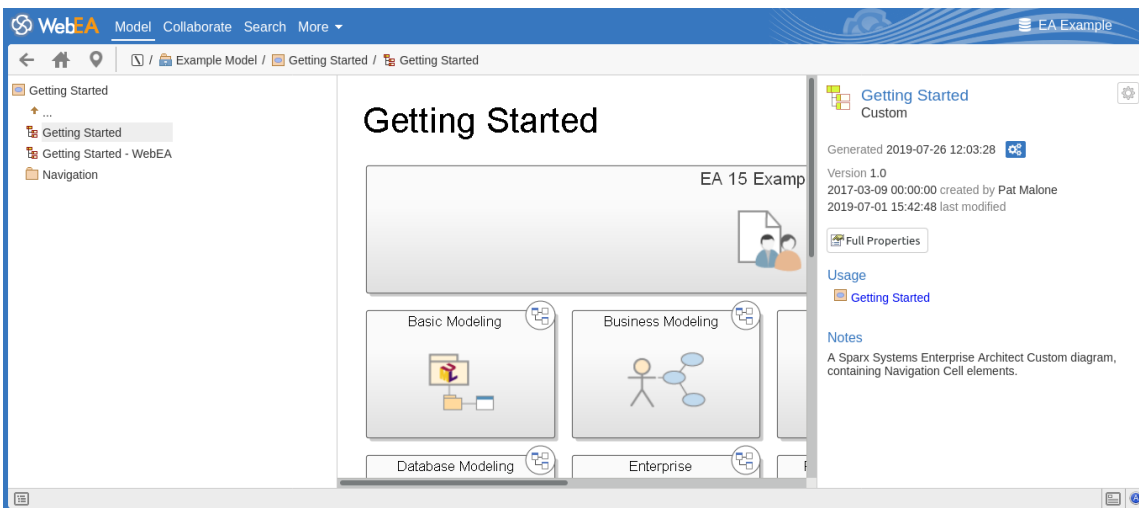 WebEA Model Collaborate Search More EA Example
/ Example Model / Getting Started / Getting Started
Getting Started
...
Getting Started
Getting Started - WebEA
Navigation
Getting Started
EA 15 Examp
Basic Modeling
Business Modeling
Database Modeling
Enterprise
Getting Started
Custom
Generated 2019-07-26 12:03:28
Version 1.0
2017-03-09 00:00:00 created by Pat Malone
2019-07-01 15:42:48 last modified
Full Properties
Usage
Getting Started
Notes
A Sparx Systems Enterprise Architect Custom diagram,
containing Navigation Cell elements.